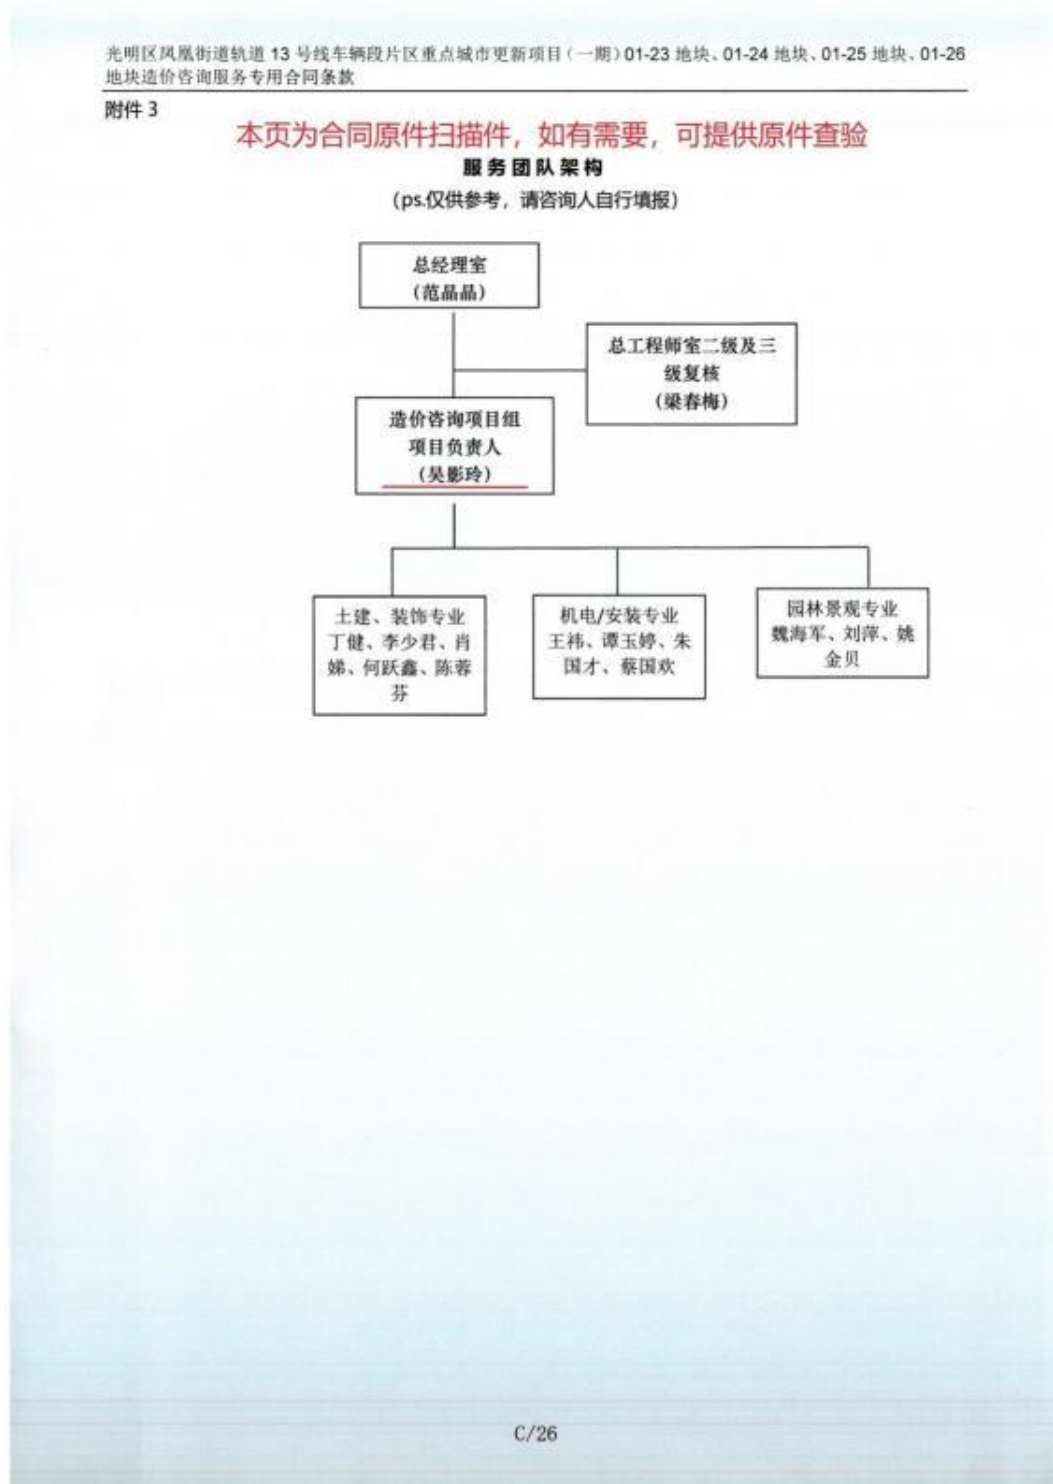 光明区凤凰街道轨道 13 号线车辆段片区重点城市更新项目（一期）01-23 地块、01-24 地块、01-25 地块、01-26
地块造价咨询服务专用合同条款
附件 3
本页为合同原件扫描件，如有需要，可提供原件查验
服务团队架构
（ps.仅供参考，请咨询人自行填报）
总经理室
（范晶晶）
总工程师室二级及三
级复核
（梁春梅）
造价咨询项目组
项目负责人
（吴影玲）
土建、装饰专业
丁健、李少君、肖
娣、何跃鑫、陈蓉
芬
机电/安装专业
王祎、谭玉婷、朱
国才、蔡国欢
园林景观专业
魏海军、刘萍、姚
金贝
C/26